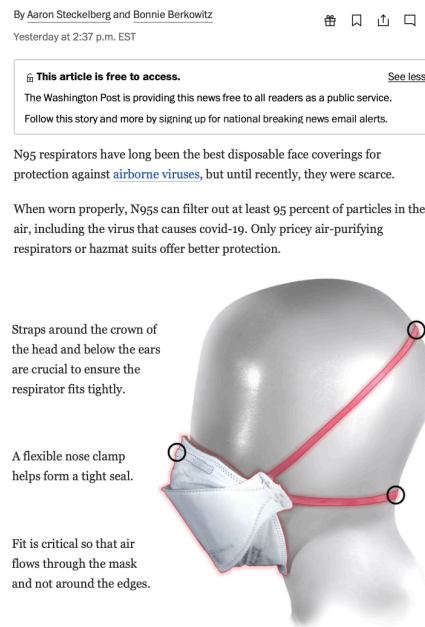 By Aaron Steckelberg and Bonnie Berkowitz
Yesterday at 2:37 p.m. EST
This article is free to access.
See less
The Washington Post is providing this news free to all readers as a public service.
Follow this story and more by signing up for national breaking news email alerts.
N95 respirators have long been the best disposable face coverings for
protection against airborne viruses, but until recently, they were scarce.
When worn properly, N95s can filter out at least 95 percent of particles in the
air, including the virus that causes covid-19. Only pricey air-purifying
respirators or hazmat suits offer better protection.
Straps around the crown of
the head and below the ears
are crucial to ensure the
respirator fits tightly.
A flexible nose clamp
helps form a tight seal.
Fit is critical so that air
flows through the mask
and not around the edges.